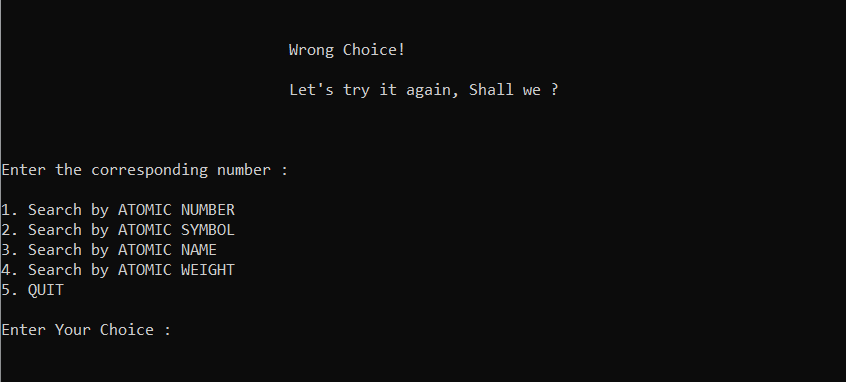 Wrong Choice!
Let's try it again, Shall we ?
Enter the corresponding number :
1. Search by ATOMIC NUMBER
2. Search by ATOMIC SYMBOL
3. Search by ATOMIC NAME
4. Search by ATOMIC WEIGHT
5. QUIT
Enter Your Choice :